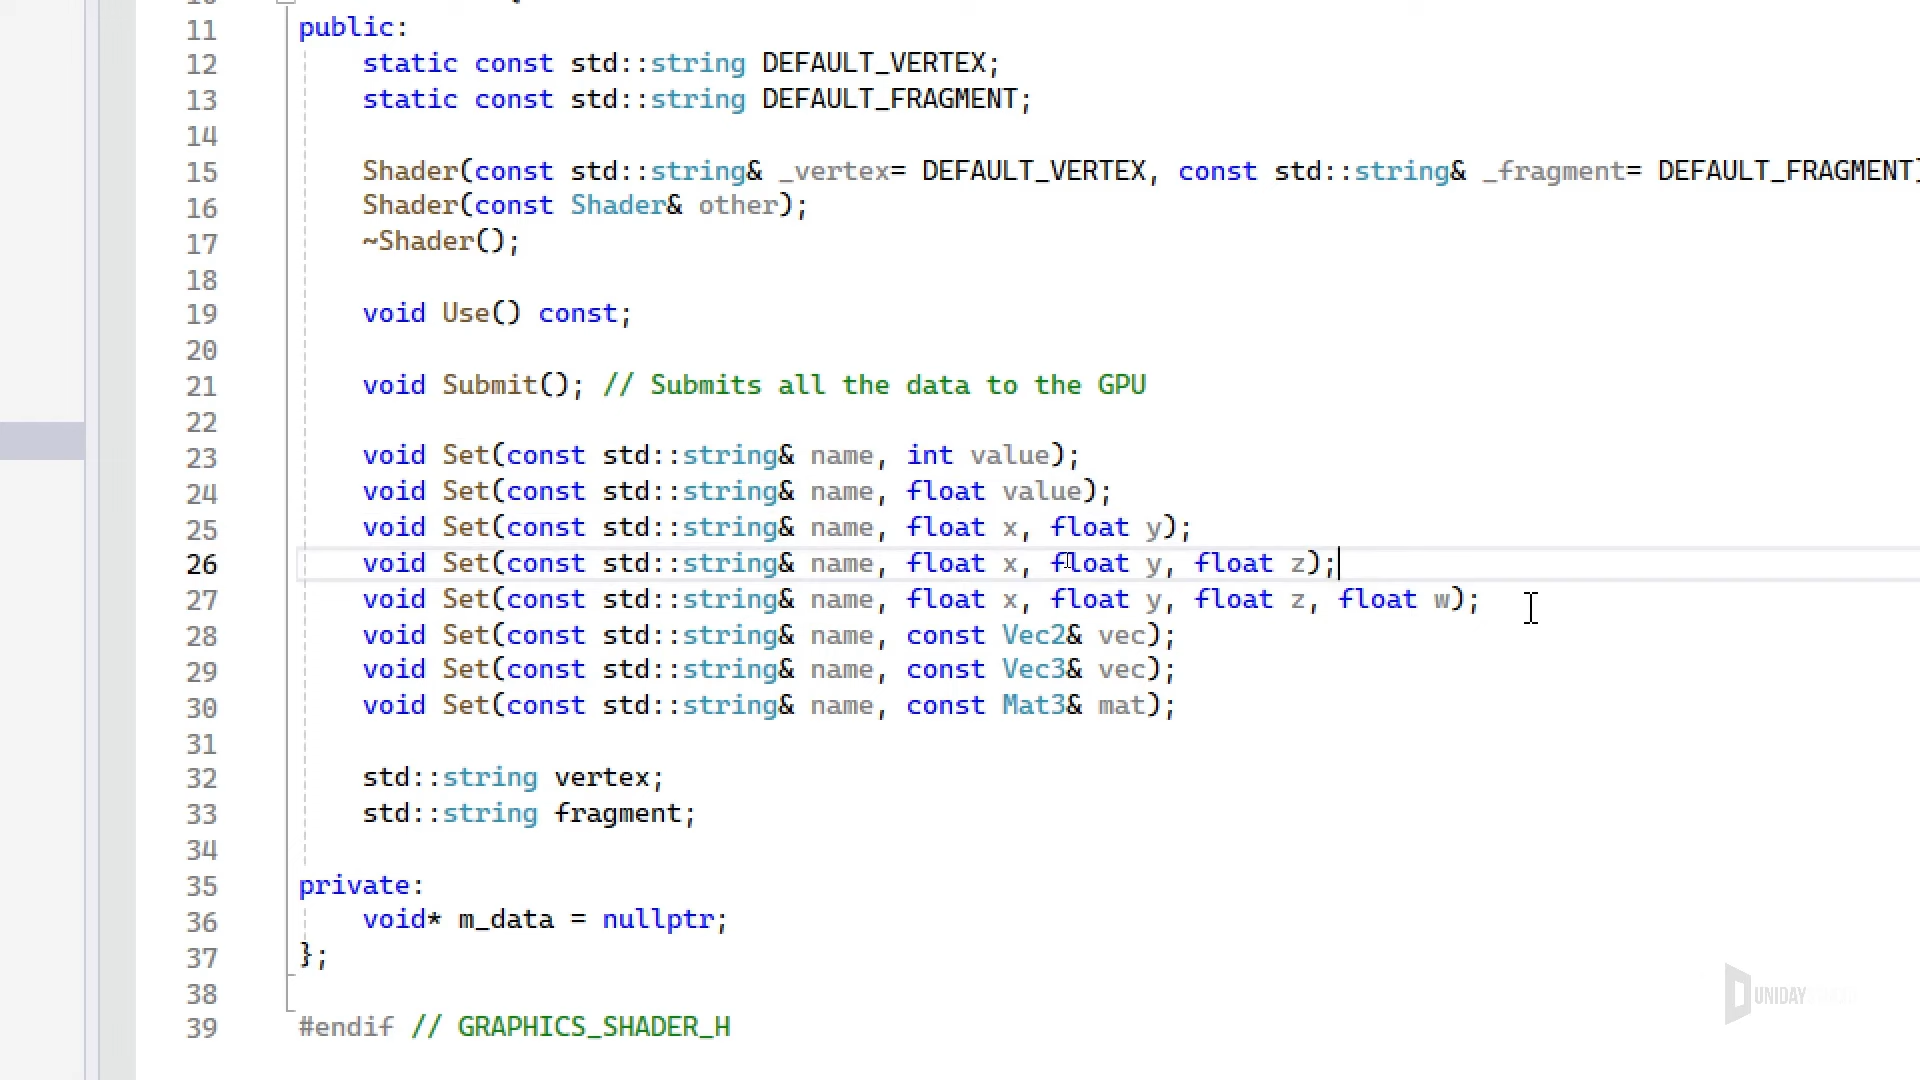 11 public:
12 static const std::string DEFAULT_VERTEX;
13 static const std::string DEFAULT_FRAGMENT;
14
15 Shader(const std::string& _vertex= DEFAULT_VERTEX, const std::string& _fragment= DEFAULT_FRAGMENT)
16 Shader(const Shader& other);
17 ~Shader();
18
19 void Use() const;
20
21 void Submit(); // Submits all the data to the GPU
22
23 void Set(const std::string& name, int value);
24 void Set(const std::string& name, float value);
25 void Set(const std::string& name, float x, float y);
26 void Set(const std::string& name, float x, float y, float z);
27 void Set(const std::string& name, float x, float y, float z, float w);
28 void Set(const std::string& name, const Vec2& vec);
29 void Set(const std::string& name, const Vec3& vec);
30 void Set(const std::string& name, const Mat3& mat);
31
32 std::string vertex;
33 std::string fragment;
34
35 private:
36 void* m_data = nullptr;
37 };
38
39 #endif // GRAPHICS_SHADER_H
UNIDAY